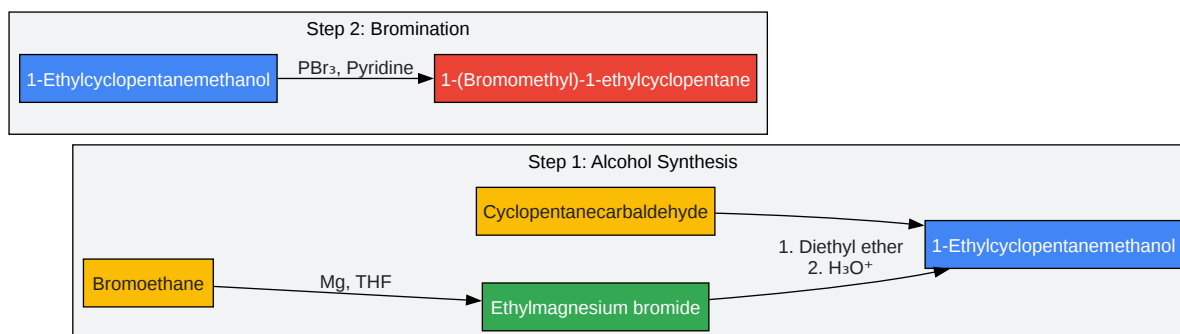 Step 2: Bromination
1-Ethylcyclopentanemethanol
PBr₃, Pyridine
1-(Bromomethyl)-1-ethylcyclopentane
Step 1: Alcohol Synthesis
Cyclopentanecarbaldehyde
1. Diethyl ether
2. H₃O⁺
1-Ethylcyclopentanemethanol
Bromoethane
Mg, THF
Ethylmagnesium bromide